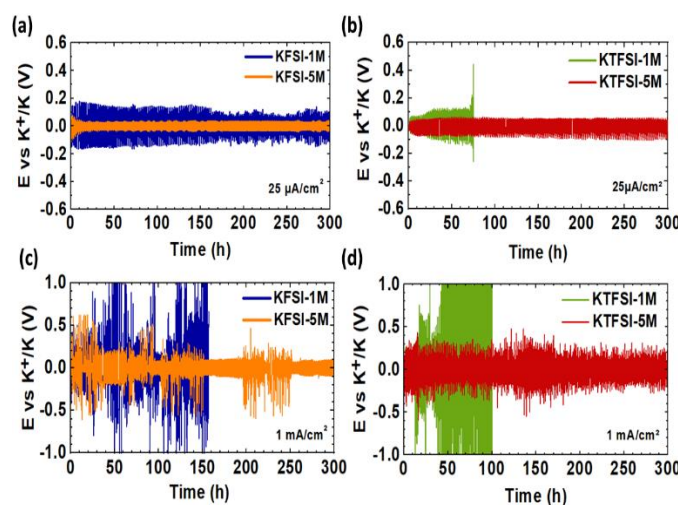 (a)
0.6
0.4
0.2
0.0
-0.2
-0.4
-0.6
E vs K⁺/K (V)
KFSI-1M
KFSI-5M
25 µA/cm²
0 50 100 150 200 250 300
Time (h)
(b)
0.6
0.4
0.2
0.0
-0.2
-0.4
-0.6
E vs K⁺/K (V)
KTFSI-1M
KTFSI-5M
25µA/cm²
0 50 100 150 200 250 300
Time (h)
(c)
1.0
0.5
0.0
-0.5
-1.0
E vs K⁺/K (V)
KFSI-1M
KFSI-5M
1 mA/cm²
0 50 100 150 200 250 300
Time (h)
(d)
1.0
0.5
0.0
-0.5
-1.0
E vs K⁺/K (V)
KTFSI-1M
KTFSI-5M
1 mA/cm²
0 50 100 150 200 250 300
Time (h)